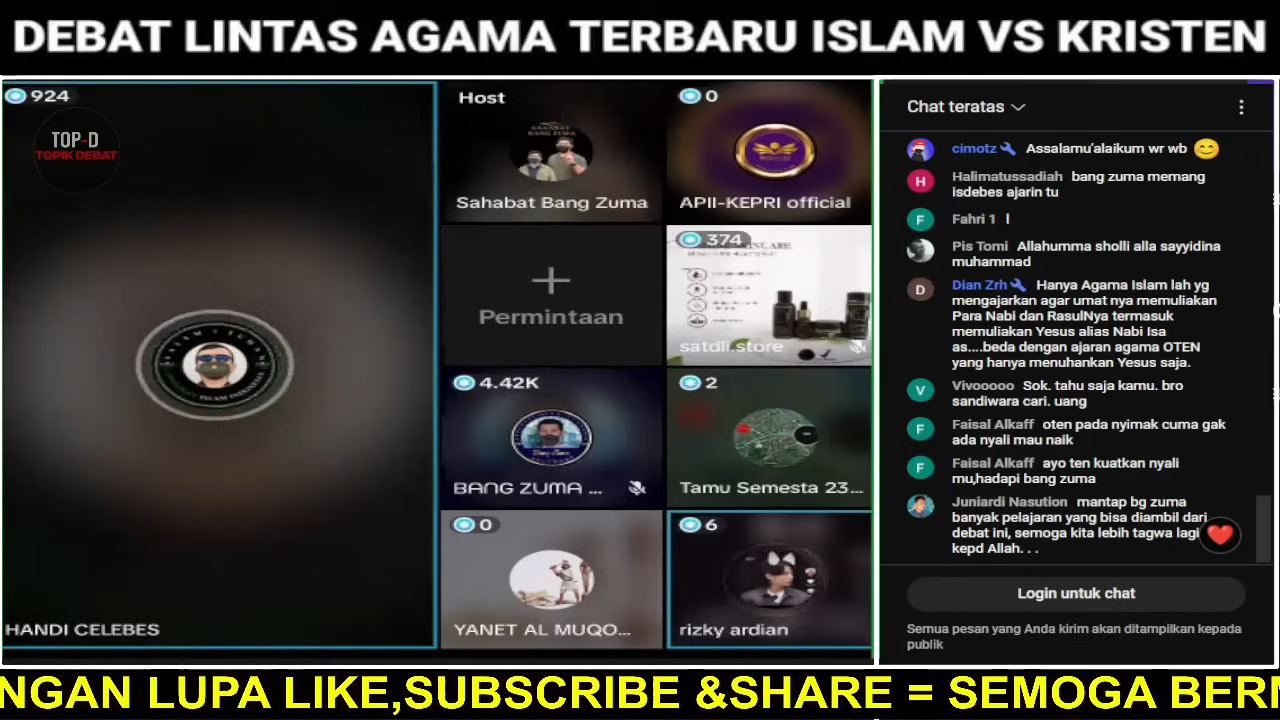 DEBAT LINTAS AGAMA TERBARU ISLAM VS KRISTEN
924
TOP-D
TOPIK DEBAT
HANDI CELEBES
Host
Sahabat Bang Zuma
0
APII-KEPRI official
Permintaan
374
satdli.store
4.42K
BANG ZUMA ...
2
Tamu Semesta 23...
0
YANET AL MUQO...
6
rizky ardian
Chat teratas
cimotz Assalamu'alaikum wr wb 😊
H
Halimatussadiah bang zuma memang
isdebes ajarin tu
F
Fahri 1 I
Pis Tomi Allahumma sholli alla sayyidina
muhammad
D
Dian Zrh Hanya Agama Islam lah yg
mengajarkan agar umat nya memuliakan
Para Nabi dan RasulNya termasuk
memuliakan Yesus alias Nabi Isa
as....beda dengan ajaran agama OTEN
yang hanya menuhankan Yesus saja.
V
Vivooooo Sok. tahu saja kamu. bro
sandiwara cari. uang
F
Faisal Alkaff oten pada nyimak cuma gak
ada nyali mau naik
F
Faisal Alkaff ayo ten kuatkan nyali
mu,hadapi bang zuma
Juniardi Nasution mantap bg zuma
banyak pelajaran yang bisa diambil dari
debat ini, semoga kita lebih taqwa lagi
kepd Allah. . .
Login untuk chat
Semua pesan yang Anda kirim akan ditampilkan kepada
publik
NGAN LUPA LIKE,SUBSCRIBE &SHARE = SEMOGA BER